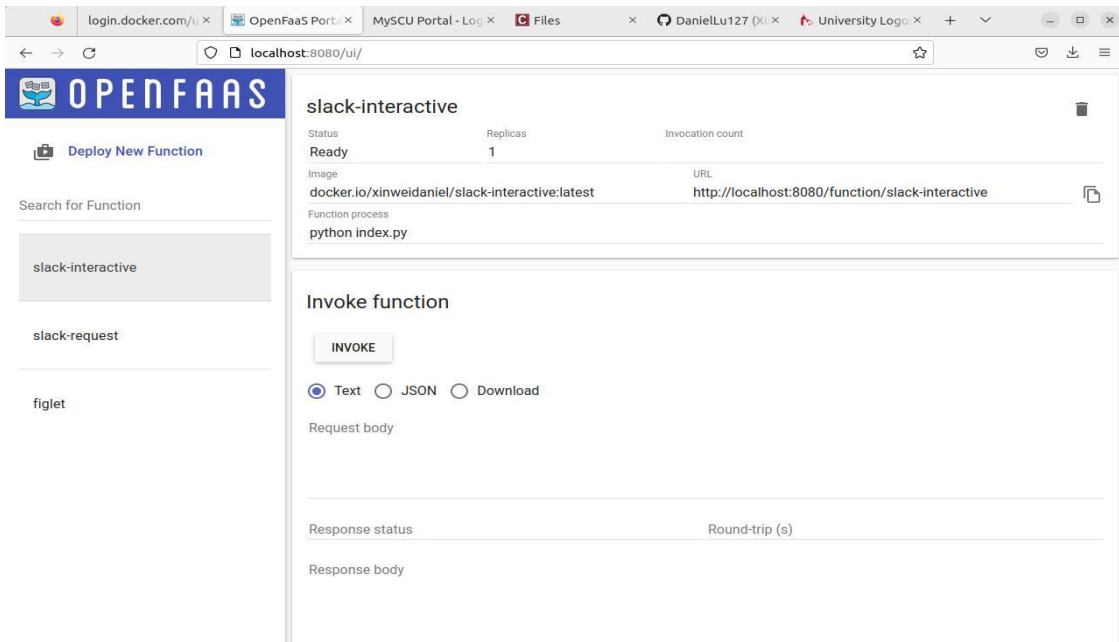 login.docker.com/u
OpenFaaS Porta
MySCU Portal - Log
Files
DanielLu127 (Xi
University Logo
localhost:8080/ui/
OPENFAAS
Deploy New Function
Search for Function
slack-interactive
slack-request
figlet
slack-interactive
Status Replicas Invocation count
Ready 1
Image URL
docker.io/xinweidaniel/slack-interactive:latest http://localhost:8080/function/slack-interactive
Function process
python index.py
Invoke function
INVOKE
Text JSON Download
Request body
Response status Round-trip (s)
Response body